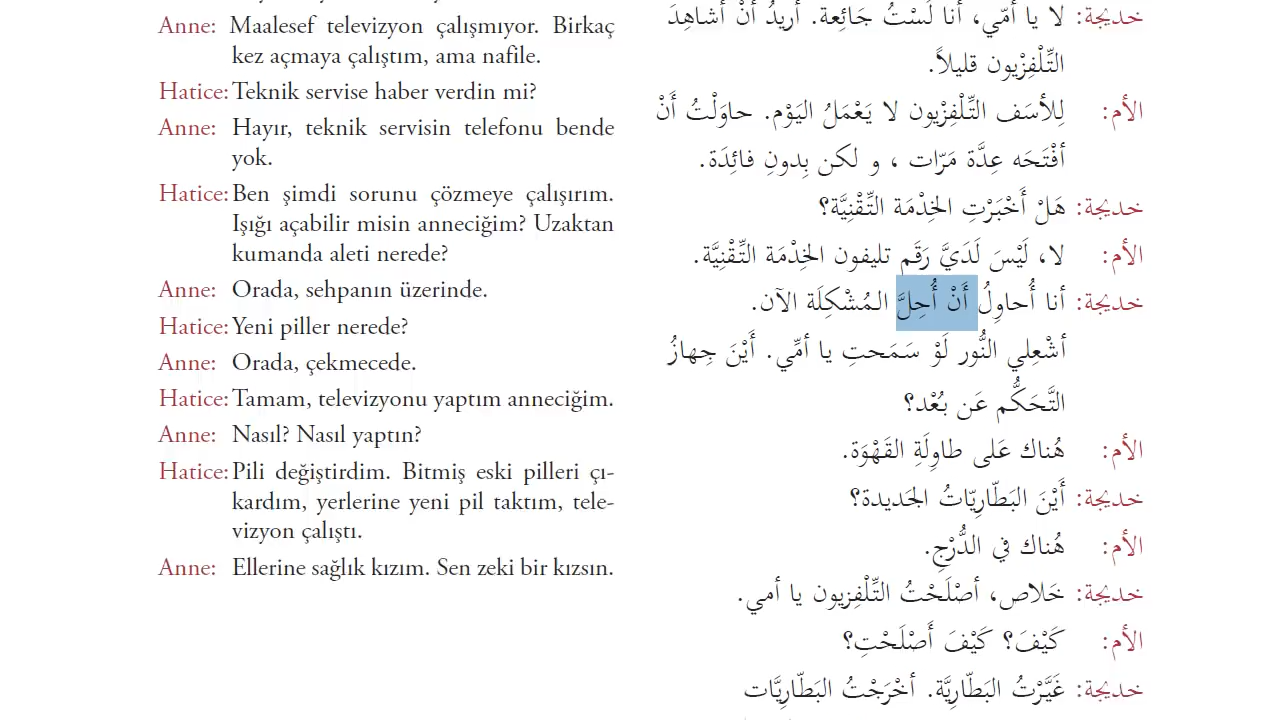 Anne: Maalesef televizyon çalışmıyor. Birkaç
kez açmaya çalıştım, ama nafile.
Hatice: Teknik servise haber verdin mi?
Anne: Hayır, teknik servisin telefonu bende
yok.
Hatice: Ben şimdi sorunu çözmeye çalışırım.
Işığı açabilir misin anneciğim? Uzaktan
kumanda aleti nerede?
Anne: Orada, sehpanın üzerinde.
Hatice: Yeni piller nerede?
Anne: Orada, çekmecede.
Hatice: Tamam, televizyonu yaptım anneciğim.
Anne: Nasıl? Nasıl yaptın?
Hatice: Pili değiştirdim. Bitmiş eski pilleri çı-
kardım, yerlerine yeni pil taktım, tele-
vizyon çalıştı.
Anne: Ellerine sağlık kızım. Sen zeki bir kızsın.
خديجة: لا يا أمّي، أنا لَسْتُ جَائِعة. أريدُ أنْ أشاهِدَ
التِّلْفِزْيون قليلاً.
الأم: لِلأسَف التِّلْفِزْيون لا يَعْمَلُ اليَوْم. حاوَلْتُ أَنْ
أفْتَحَه عِدَّة مَرّات ، و لكن بِدونِ فائِدَة.
خديجة: هَلْ أَخْبَرْتِ الخِدْمَة التِّقْنِيَّة؟
الأم: لا، لَيْسَ لَدَيَّ رَقَم تليفون الخِدْمَة التِّقْنِيَّة.
خديجة: أنا أُحاوِلُ أَنْ أُحِلَّ المُشْكِلَة الآن.
أشْعِلي النُّور لَوْ سَمَحتِ يا أمّي. أَيْنَ جِهازُ
التَّحَكُّم عَن بُعْد؟
الأم: هُناك عَلى طاوِلَةِ القَهْوَة.
خديجة: أَيْنَ البَطّارِيّاتُ الجَديدة؟
الأم: هُناك في الدُّرْجِ.
خديجة: خَلاص، أصْلَحْتُ التِّلْفِزيون يا أمي.
الأم: كَيْفَ؟ كَيْفَ أَصْلَحْتِ؟
خديجة: غَيَّرْتُ البَطّارِيَّة. أخْرَجْتُ البَطّارِيَّات